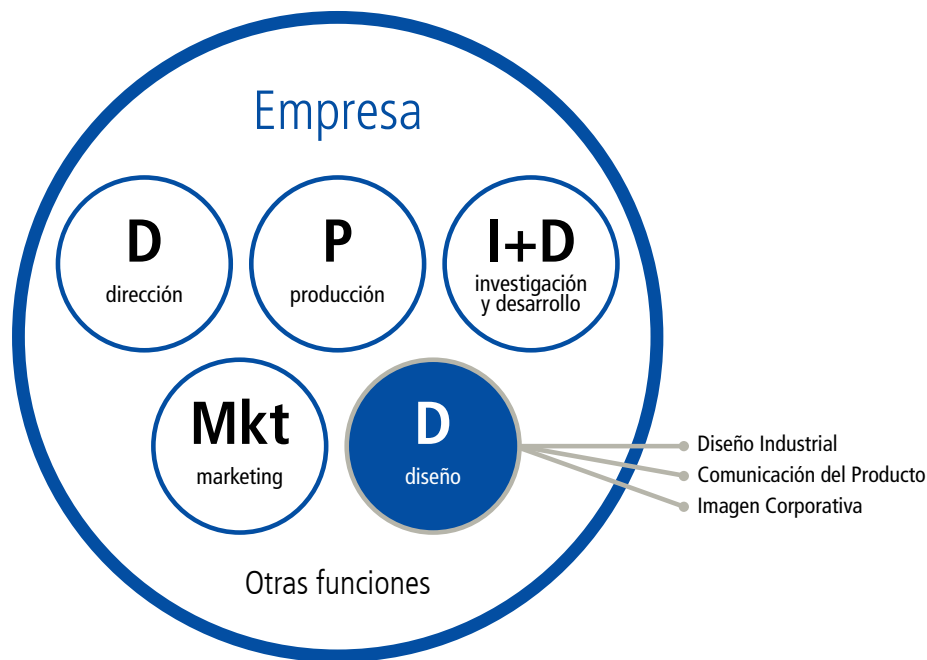 Empresa
D
dirección
P
producción
I+D
investigación
y desarrollo
Mkt
marketing
D
diseño
Diseño Industrial
Comunicación del Producto
Imagen Corporativa
Otras funciones